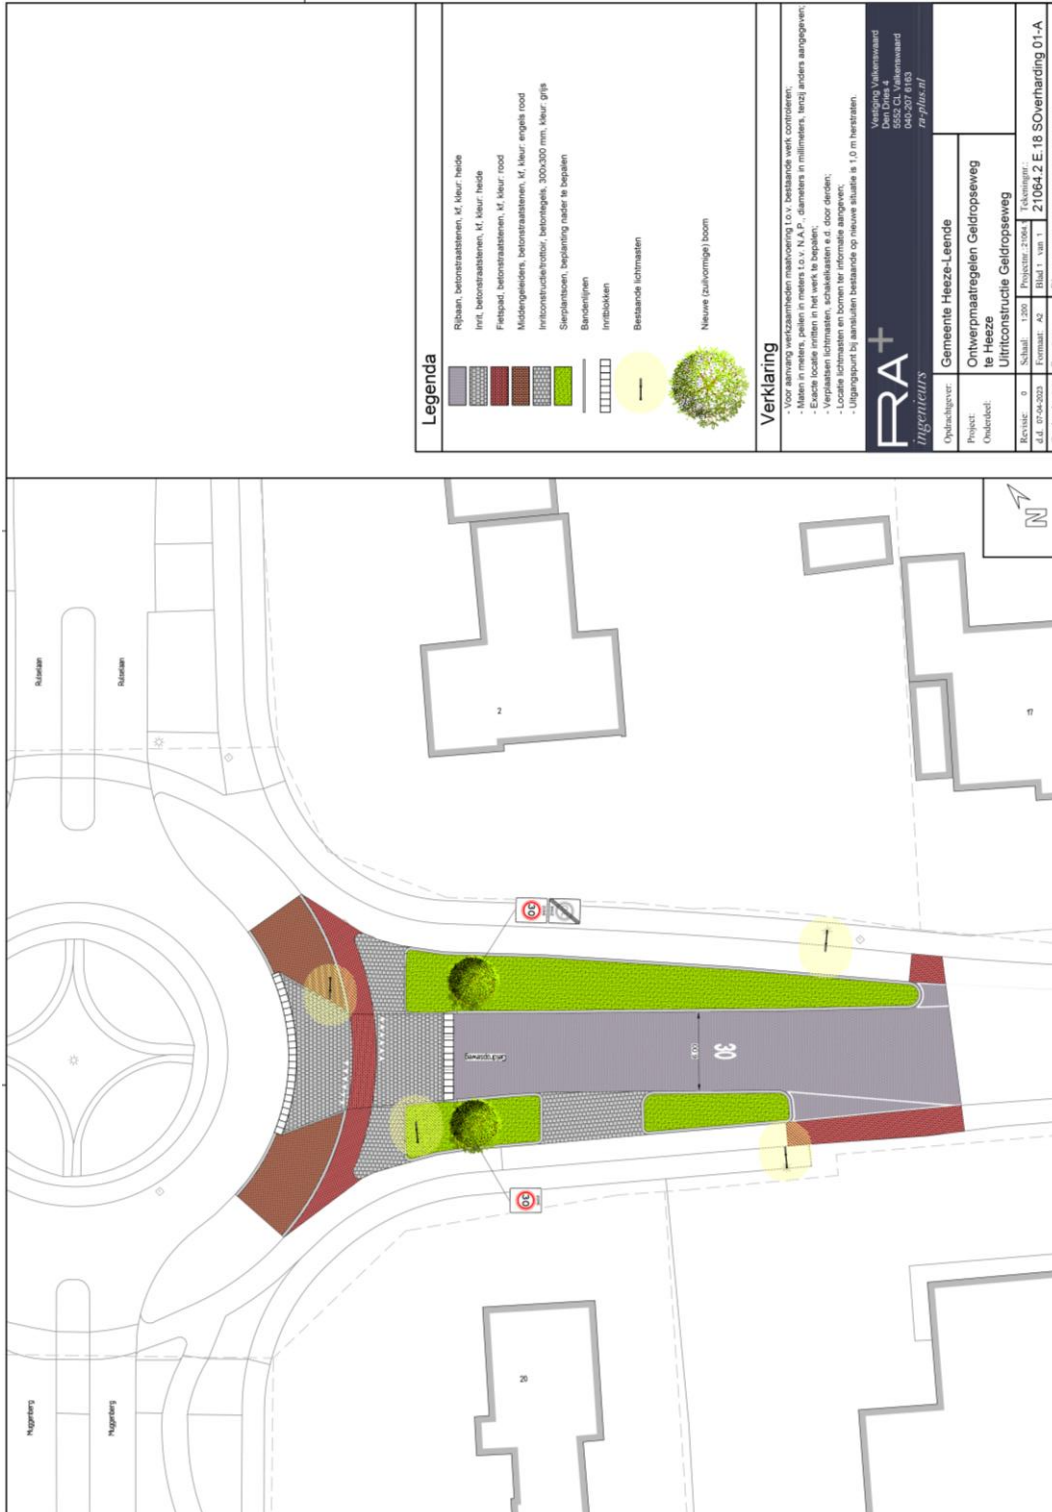 Legenda
Rijbaan, betonstraatstenen, kf, kleur: heide
Inrit, betonstraatstenen, kf, kleur: heide
Fietspad, betonstraatstenen, kf, kleur: rood
Middengeleiders, betonstraatstenen, kf, kleur: engels rood
Inritconstructie/trottoir, betontegels, 300x300 mm, kleur: grijs
Sierplantsoen, beplanting nader te bepalen
Bandenlijnen
Inritblokken
Bestaande lichtmasten
Nieuwe (zuilvormige) boom
Verklaring
- Voor aanvang werkzaamheden maatvoering t.o.v. bestaande werk controleren;
- Maten in meters, peilen in meters t.o.v. N.A.P., diameters in millimeters, tenzij anders aangegeven;
- Exacte locatie inritten in het werk te bepalen;
- Verplaatsen lichtmasten, schakelkasten e.d. door derden;
- Locatie lichtmasten en bomen ter informatie aangeven;
- Uitgangspunt bij aansluiten bestaande op nieuwe situatie is 1,0 m herstraten.
RA+
ingenieurs
Vestiging Valkenswaard
Den Dries 4
5552 CL Valkenswaard
040-207 6163
ra-plus.nl
Opdrachtgever: Gemeente Heeze-Leende
Project: Ontwerpmaatregelen Geldropseweg
te Heeze
Onderdeel: Uitritconstructie Geldropseweg
Revisie: 0 Schaal: 1:200 Projectnr.: 21064.1 Tekeningnr.:
d.d. 07-04-2023 Formaat: A2 Blad 1 van 1 21064.2 E.18 SOverharding 01-A
Rulselaan
Rulselaan
2
17
N
30
Geldropseweg
30
30
Muggenberg
Muggenberg